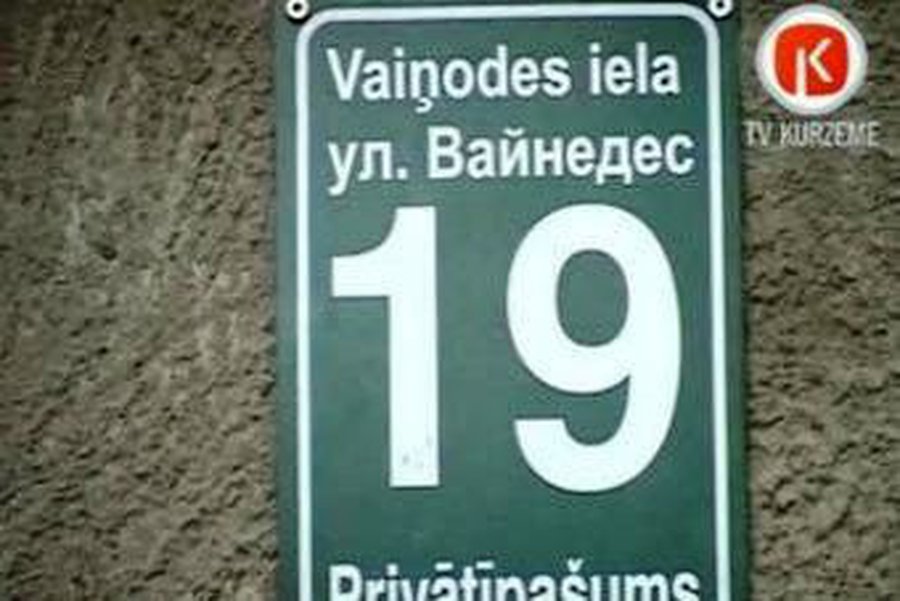 Vaiņodes iela
ул. Вайнедес
19
Privātīpašums
TV KURZEME